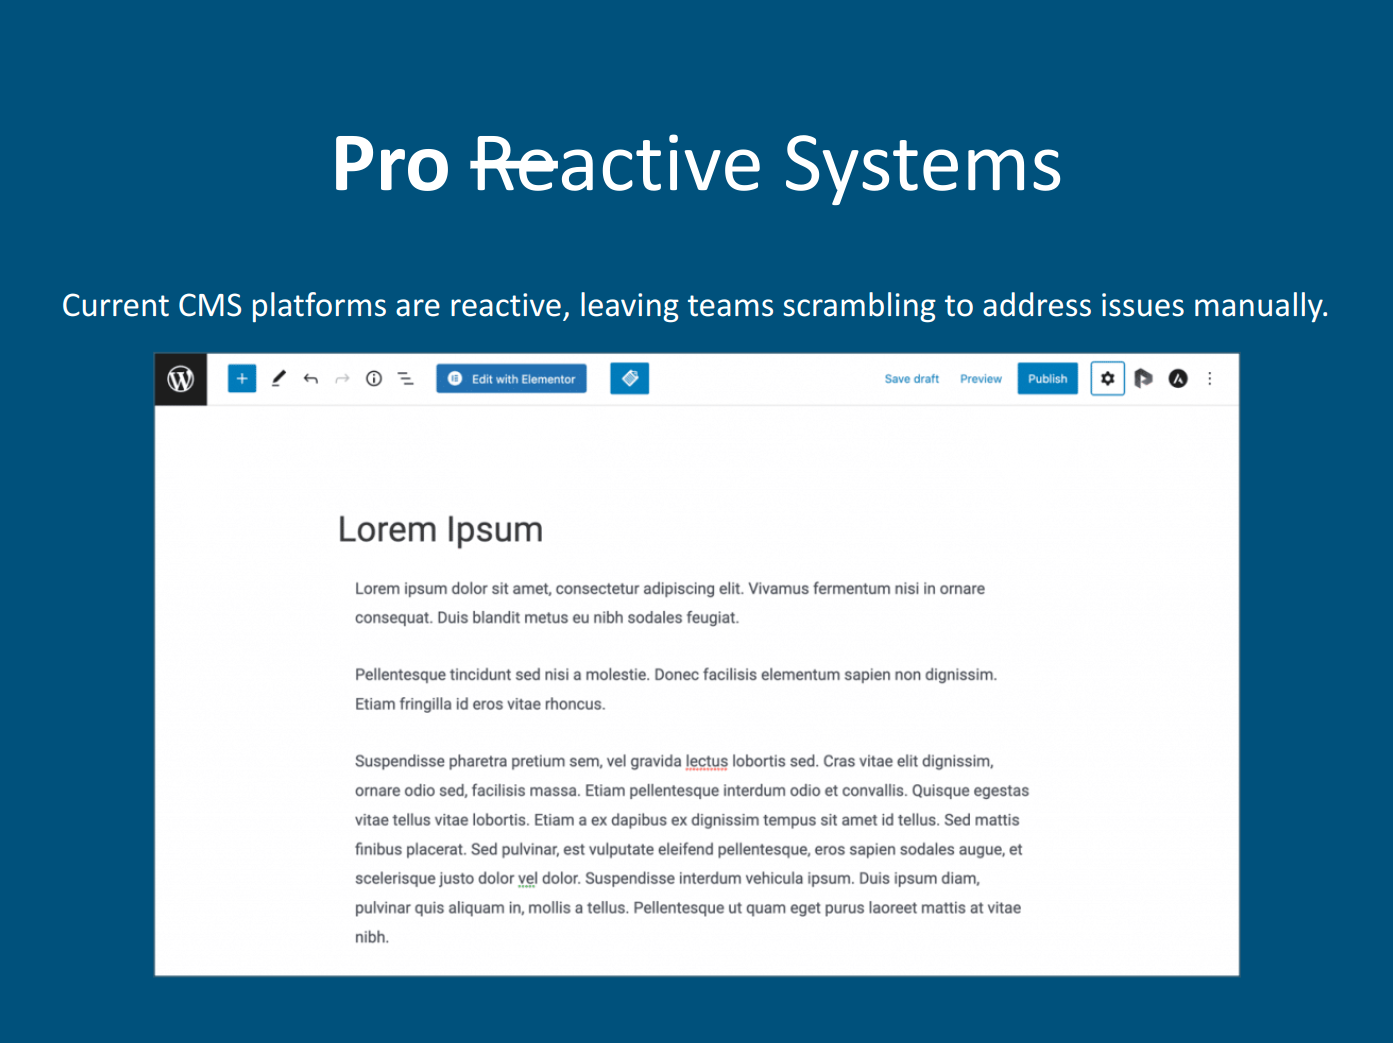 Pro Reactive Systems
Current CMS platforms are reactive, leaving teams scrambling to address issues manually.
Edit with Elementor Save draft Preview Publish
Lorem Ipsum
Lorem ipsum dolor sit amet, consectetur adipiscing elit. Vivamus fermentum nisi in ornare
consequat. Duis blandit metus eu nibh sodales feugiat.
Pellentesque tincidunt sed nisi a molestie. Donec facilisis elementum sapien non dignissim.
Etiam fringilla id eros vitae rhoncus.
Suspendisse pharetra pretium sem, vel gravida lectus lobortis sed. Cras vitae elit dignissim,
ornare odio sed, facilisis massa. Etiam pellentesque interdum odio et convallis. Quisque egestas
vitae tellus vitae lobortis. Etiam a ex dapibus ex dignissim tempus sit amet id tellus. Sed mattis
finibus placerat. Sed pulvinar, est vulputate eleifend pellentesque, eros sapien sodales augue, et
scelerisque justo dolor vel dolor. Suspendisse interdum vehicula ipsum. Duis ipsum diam,
pulvinar quis aliquam in, mollis a tellus. Pellentesque ut quam eget purus laoreet mattis at vitae
nibh.